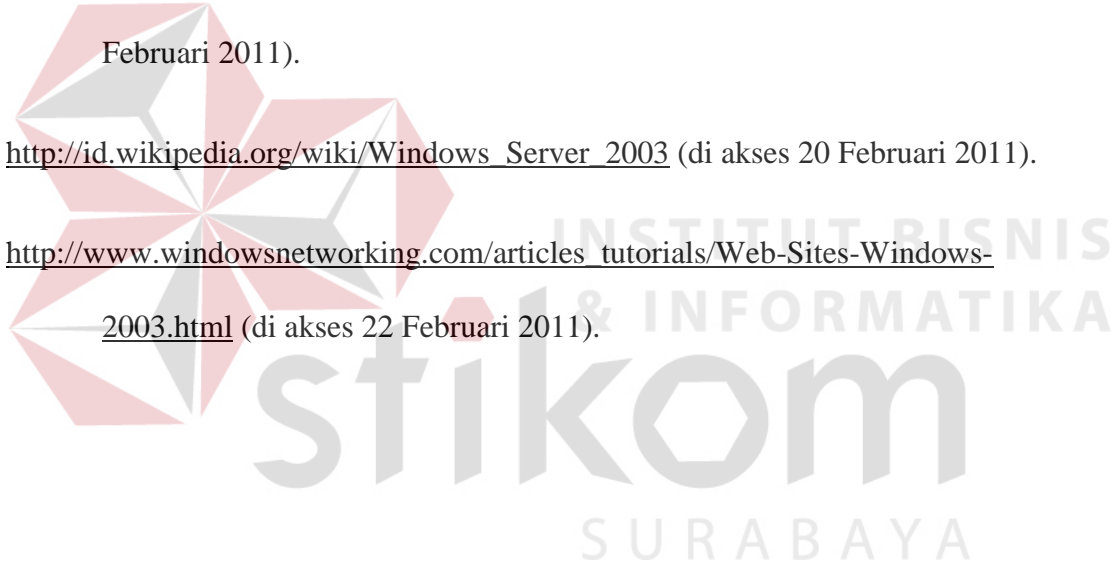 Februari 2011).
http://id.wikipedia.org/wiki/Windows_Server_2003 (di akses 20 Februari 2011).
http://www.windowsnetworking.com/articles_tutorials/Web-Sites-Windows-
2003.html (di akses 22 Februari 2011).
INSTITUT BISNIS
& INFORMATIKA
stikom
SURABAYA